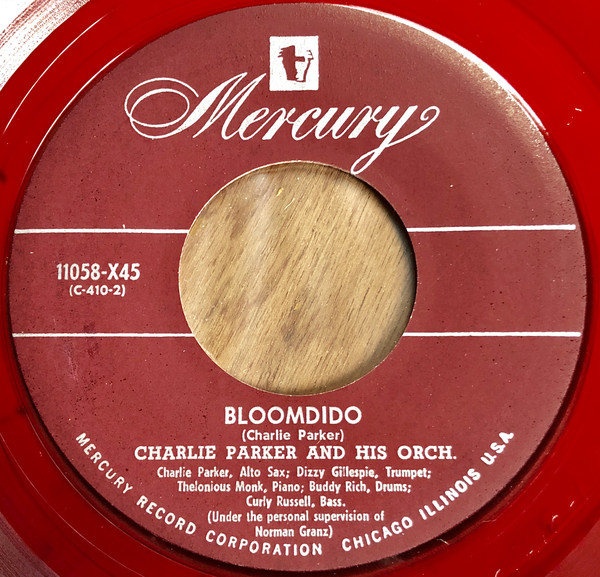 Mercury
11058-X45
(C-410-2)
BLOOMDIDO
(Charlie Parker)
CHARLIE PARKER AND HIS ORCH.
Charlie Parker, Alto Sax; Dizzy Gillespie, Trumpet;
Thelonious Monk, Piano; Buddy Rich, Drums;
Curly Russell, Bass.
(Under the personal supervision of
Norman Granz)
MERCURY RECORD CORPORATION CHICAGO ILLINOIS U.S.A